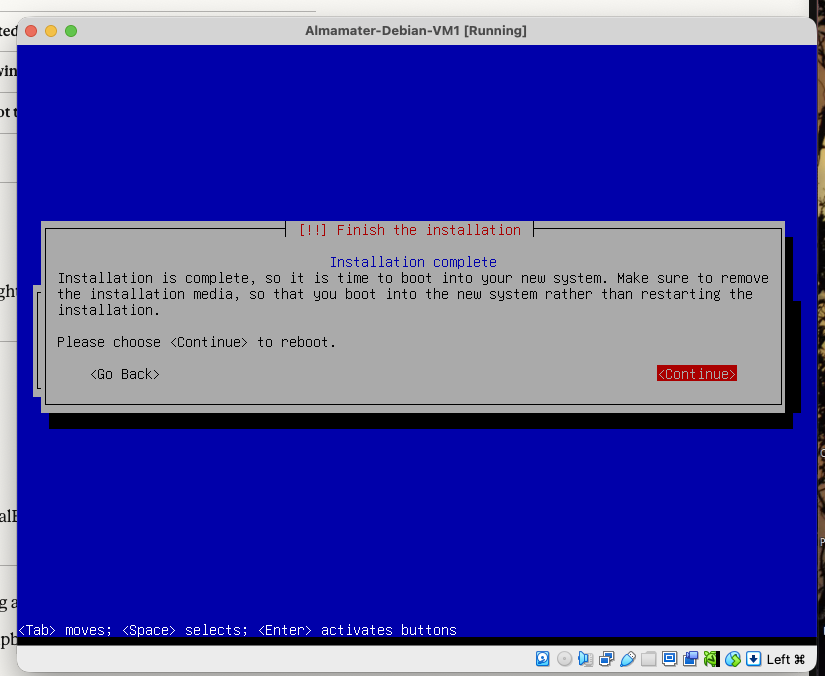 Almamater-Debian-VM1 [Running]
[!!] Finish the installation
Installation complete
Installation is complete, so it is time to boot into your new system. Make sure to remove
the installation media, so that you boot into the new system rather than restarting the
installation.
Please choose <Continue> to reboot.
<Go Back>
<Continue>
<Tab> moves; <Space> selects; <Enter> activates buttons
Left ⌘